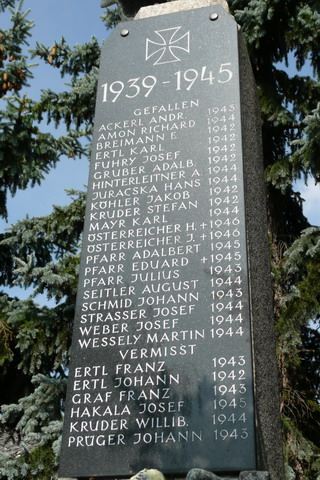 1939-1945
GEFALLEN
ACKERL ANDR. 1943
AMON RICHARD 1944
BREIMANN E. 1942
ERTL KARL 1942
FÜHRY JOSEF 1942
GRUBER ADALB. 1942
HINTERLEITNER A. 1944
JURACSKA HANS 1944
KÖHLER JAKOB 1942
KRUDER STEFAN 1942
MAYR KARL 1944
ÖSTERREICHER H. +1946
ÖSTERREICHER J. +1946
PFARR ADALBERT 1945
PFARR EDUARD +1945
PFARR JULIUS 1943
SEITLER AUGUST 1944
SCHMID JOHANN 1943
STRASSER JOSEF 1944
WEBER JOSEF 1944
WESSELY MARTIN 1944
VERMISST
ERTL FRANZ 1943
ERTL JOHANN 1942
GRAF FRANZ 1943
HAKALA JOSEF 1945
KRUDER WILLIB. 1944
PRÜGER JOHANN 1943